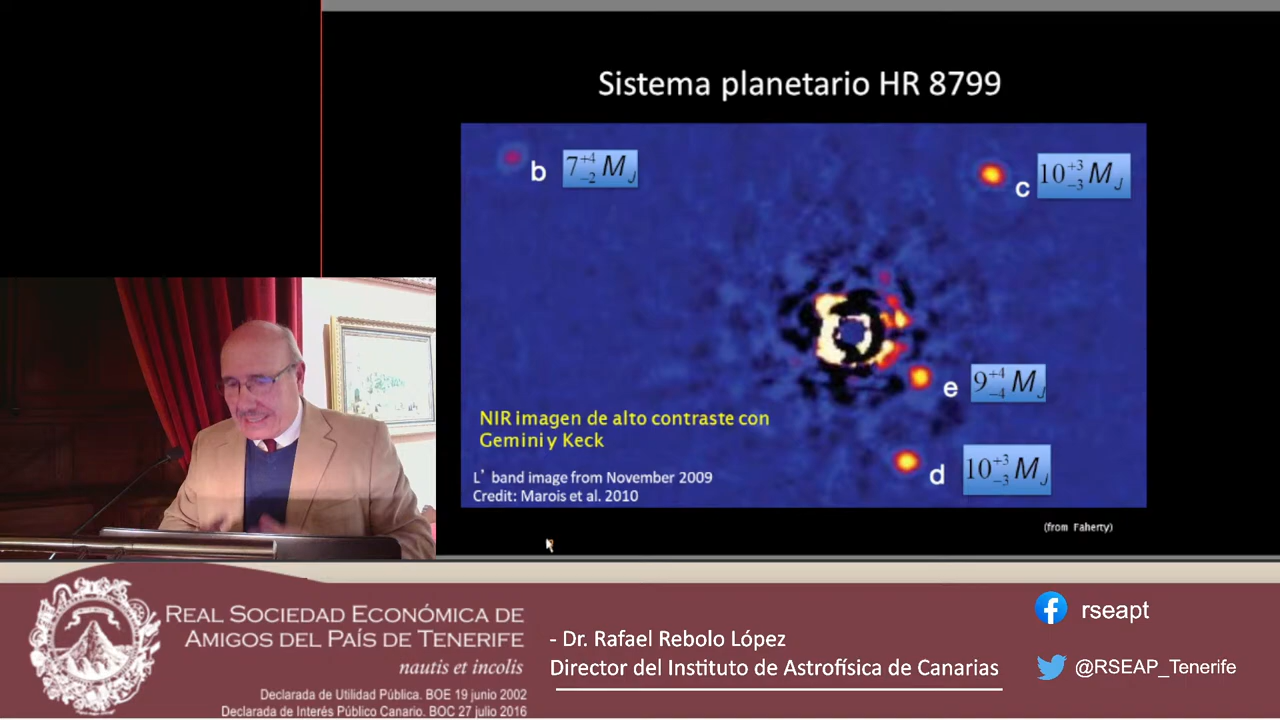 Sistema planetario HR 8799
b
7 +4 -2 M J
c
10 +3 -3 M J
e
9 +4 -4 M J
NIR imagen de alto contraste con
Gemini y Keck
d
10 +3 -3 M J
L' band image from November 2009
Credit: Marois et al. 2010
(from Faherty)
REAL SOCIEDAD ECONÓMICA DE
AMIGOS DEL PAÍS DE TENERIFE
nautis et incolis
Declarada de Utilidad Pública. BOE 19 junio 2002
Declarada de Interés Público Canario. BOC 27 julio 2016
- Dr. Rafael Rebolo López
Director del Instituto de Astrofísica de Canarias
rseapt
@RSEAP_Tenerife